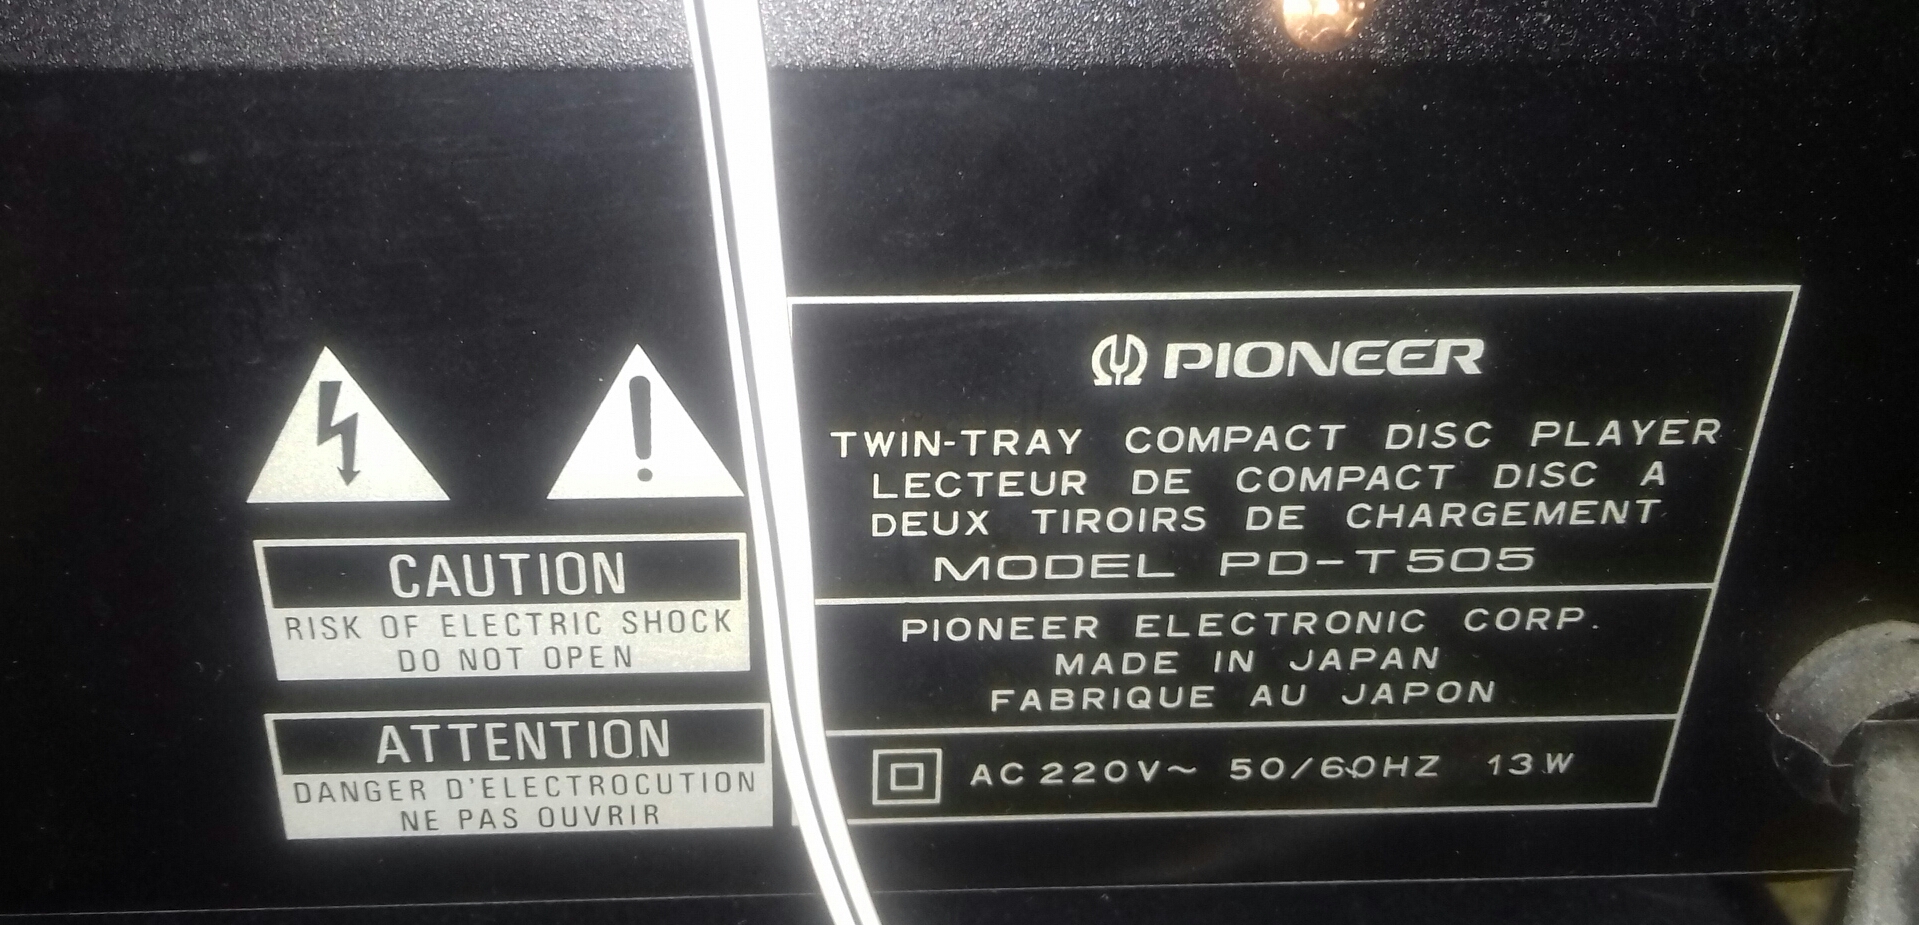 CAUTION
RISK OF ELECTRIC SHOCK
DO NOT OPEN
ATTENTION
DANGER D'ELECTROCUTION
NE PAS OUVRIR
PIONEER
TWIN-TRAY COMPACT DISC PLAYER
LECTEUR DE COMPACT DISC A
DEUX TIROIRS DE CHARGEMENT
MODEL PD-T505
PIONEER ELECTRONIC CORP.
MADE IN JAPAN
FABRIQUE AU JAPON
AC 220V~ 50/60HZ 13W